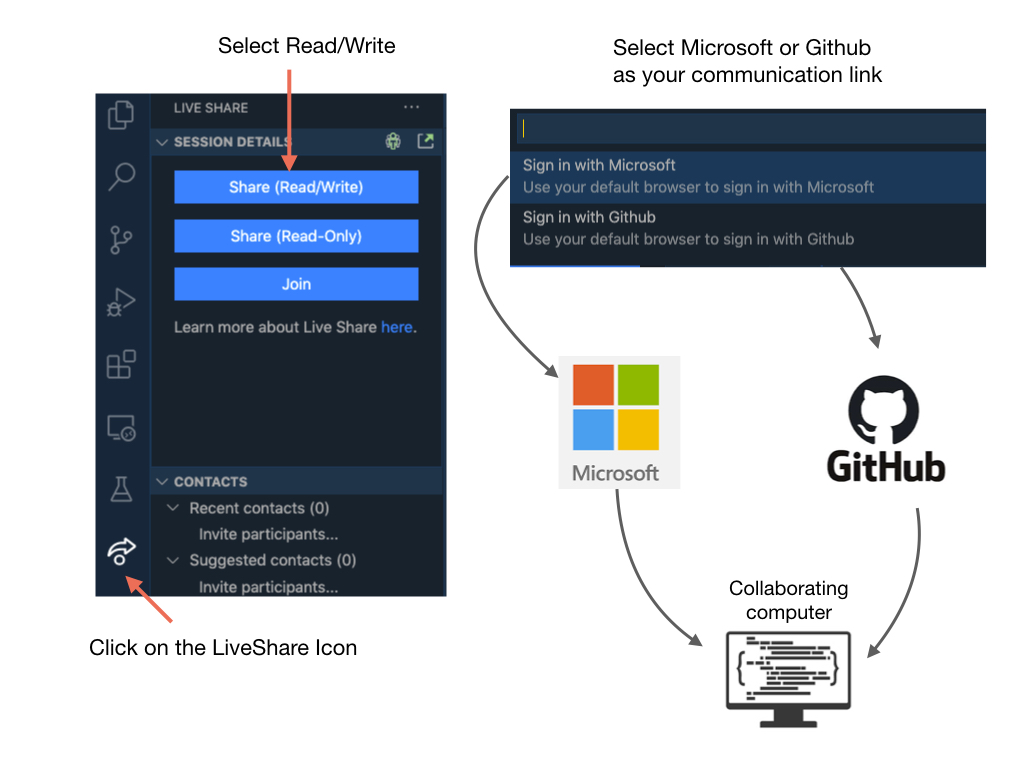 Select Read/Write
LIVE SHARE
SESSION DETAILS
Share (Read/Write)
Share (Read-Only)
Join
Learn more about Live Share here.
CONTACTS
Recent contacts (0)
Invite participants...
Suggested contacts (0)
Invite participants...
Click on the LiveShare Icon
Select Microsoft or Github
as your communication link
Sign in with Microsoft
Use your default browser to sign in with Microsoft
Sign in with Github
Use your default browser to sign in with Github
Microsoft
GitHub
Collaborating
computer